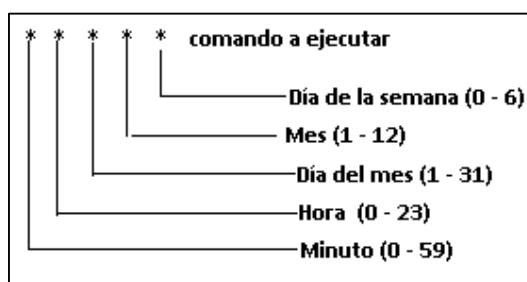 * * * * * comando a ejecutar
Día de la semana (0 - 6)
Mes (1 - 12)
Día del mes (1 - 31)
Hora (0 - 23)
Minuto (0 - 59)